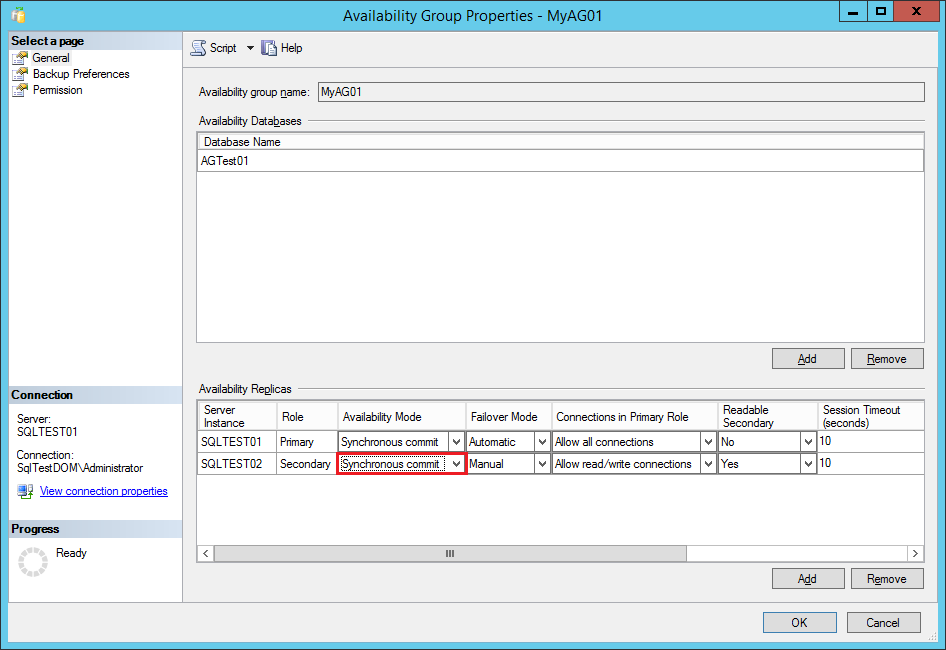 Availability Group Properties - MyAG01
Select a page
General
Backup Preferences
Permission
Script Help
Availability group name: MyAG01
Availability Databases
Database Name
AGTest01
Add Remove
Availability Replicas
Server Instance Role Availability Mode Failover Mode Connections in Primary Role Readable Secondary Session Timeout (seconds)
SQLTEST01 Primary Synchronous commit Automatic Allow all connections No 10
SQLTEST02 Secondary Synchronous commit Manual Allow read/write connections Yes 10
Add Remove
Connection
Server:
SQLTEST01
Connection:
SqlTestDOM\Administrator
View connection properties
Progress
Ready
OK Cancel